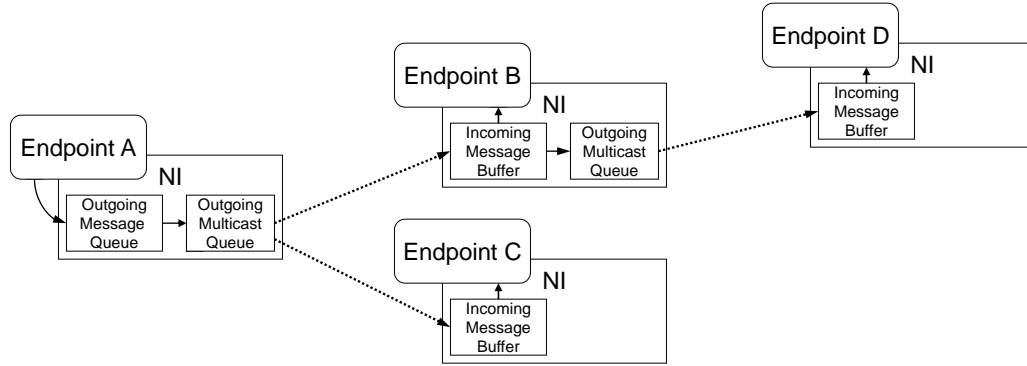 Endpoint A
NI
Outgoing
Message
Queue
Outgoing
Multicast
Queue
Endpoint B
NI
Incoming
Message
Buffer
Outgoing
Multicast
Queue
Endpoint C
NI
Incoming
Message
Buffer
Endpoint D
NI
Incoming
Message
Buffer